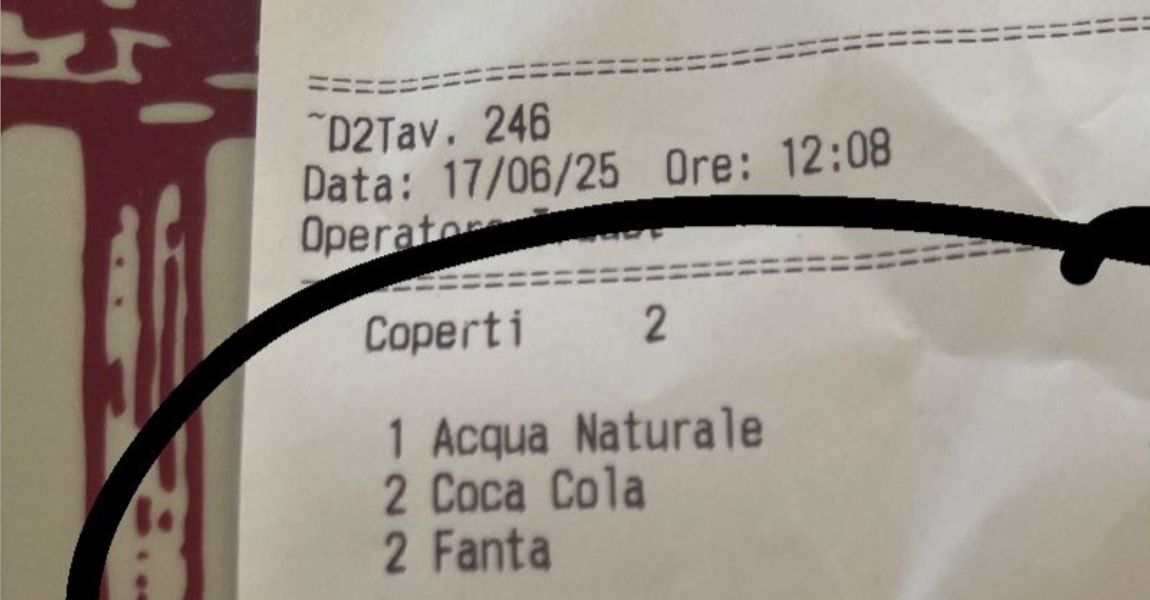 ~D2Tav. 246
Data: 17/06/25 Ore: 12:08
Coperti 2
1 Acqua Naturale
2 Coca Cola
2 Fanta